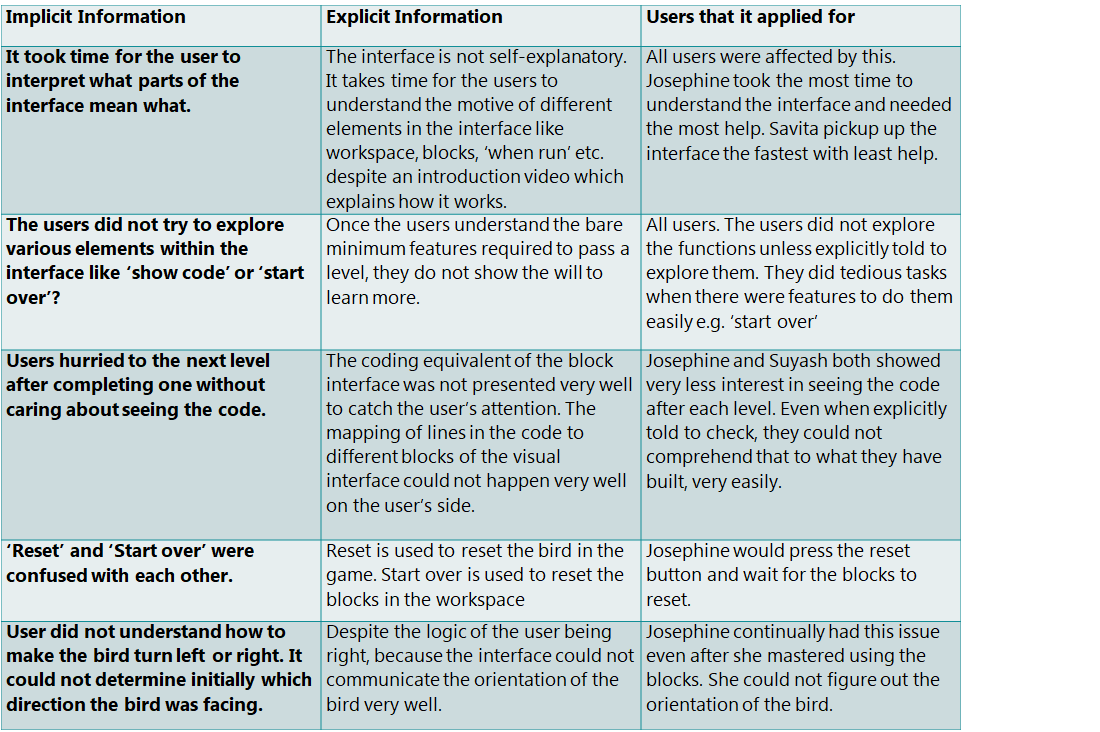 Implicit Information
Explicit Information
Users that it applied for
It took time for the user to
interpret what parts of the
interface mean what.
The interface is not self-explanatory.
It takes time for the users to
understand the motive of different
elements in the interface like
workspace, blocks, ‘when run’ etc.
despite an introduction video which
explains how it works.
All users were affected by this.
Josephine took the most time to
understand the interface and needed
the most help. Savita pickup up the
interface the fastest with least help.
The users did not try to explore
various elements within the
interface like ‘show code’ or ‘start
over’?
Once the users understand the bare
minimum features required to pass a
level, they do not show the will to
learn more.
All users. The users did not explore
the functions unless explicitly told to
explore them. They did tedious tasks
when there were features to do them
easily e.g. ‘start over’
Users hurried to the next level
after completing one without
caring about seeing the code.
The coding equivalent of the block
interface was not presented very well
to catch the user’s attention. The
mapping of lines in the code to
different blocks of the visual
interface could not happen very well
on the user’s side.
Josephine and Suyash both showed
very less interest in seeing the code
after each level. Even when explicitly
told to check, they could not
comprehend that to what they have
built, very easily.
‘Reset’ and ‘Start over’ were
confused with each other.
Reset is used to reset the bird in the
game. Start over is used to reset the
blocks in the workspace
Josephine would press the reset
button and wait for the blocks to
reset.
User did not understand how to
make the bird turn left or right. It
could not determine initially which
direction the bird was facing.
Despite the logic of the user being
right, because the interface could not
communicate the orientation of the
bird very well.
Josephine continually had this issue
even after she mastered using the
blocks. She could not figure out the
orientation of the bird.